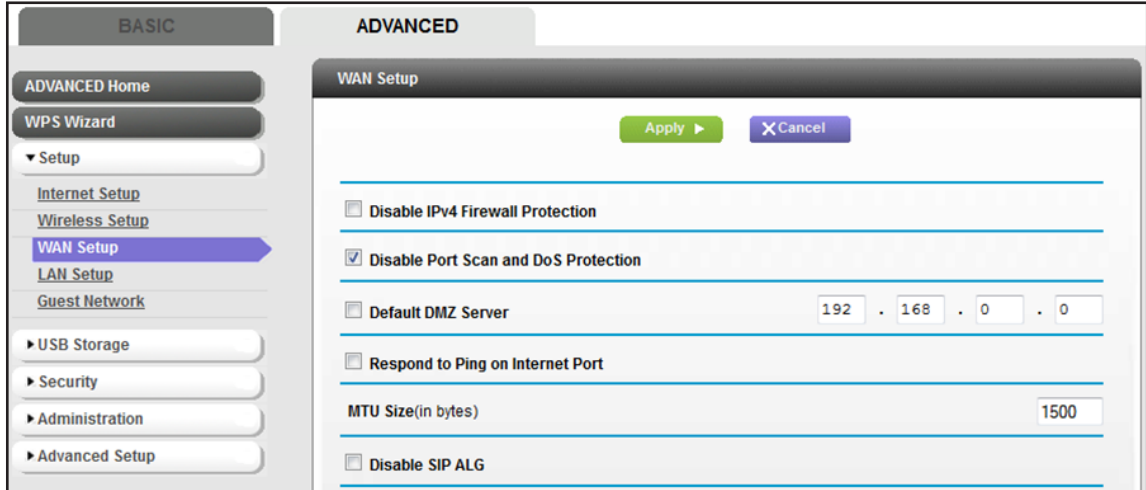 BASIC
ADVANCED
ADVANCED Home
WPS Wizard
Setup
Internet Setup
Wireless Setup
WAN Setup
LAN Setup
Guest Network
USB Storage
Security
Administration
Advanced Setup
WAN Setup
Apply
Cancel
Disable IPv4 Firewall Protection
Disable Port Scan and DoS Protection
Default DMZ Server 192 . 168 . 0 . 0
Respond to Ping on Internet Port
MTU Size(in bytes) 1500
Disable SIP ALG